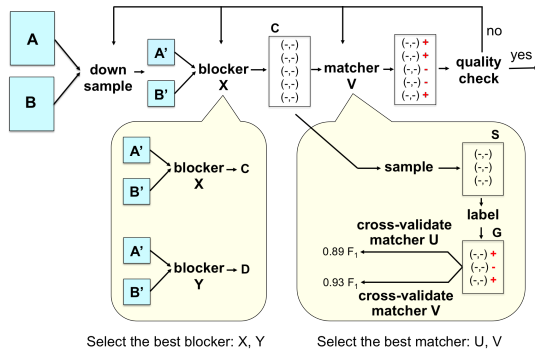 A
B
down
sample
A'
B'
blocker
X
C
(-,-)
(-,-)
(-,-)
(-,-)
(-,-)
matcher
V
(-,-) +
(-,-) +
(-,-) -
(-,-) -
(-,-) +
quality
check
no
yes
A'
B'
blocker
X
C
A'
B'
blocker
Y
D
sample
S
(-,-)
(-,-)
(-,-)
label
G
(-,-) +
(-,-) -
(-,-) +
cross-validate
matcher U
0.89 F1
0.93 F1
cross-validate
matcher V
Select the best blocker: X, Y
Select the best matcher: U, V